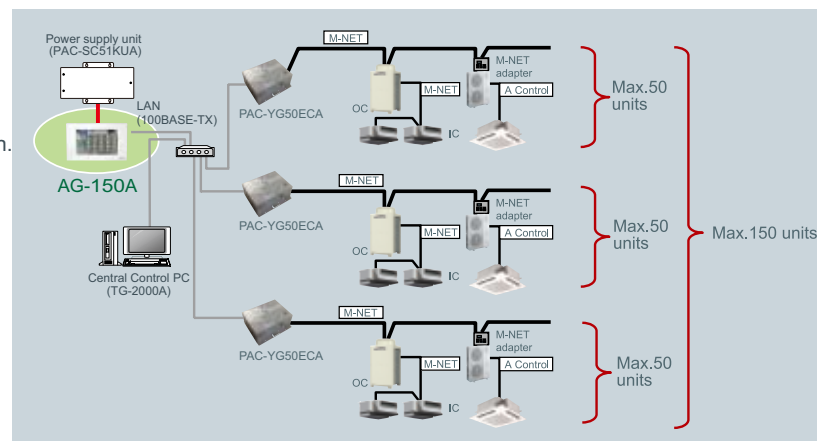 Power supply unit
(PAC-SC51KUA)
LAN
(100BASE-TX)
n.
AG-150A
Central Control PC
(TG-2000A)
M-NET
PAC-YG50ECA
OC
M-NET
IC
M-NET
adapter
A Control
Max.50
units
M-NET
PAC-YG50ECA
OC
M-NET
IC
M-NET
adapter
A Control
Max.50
units
Max.150 units
M-NET
PAC-YG50ECA
OC
M-NET
IC
M-NET
adapter
A Control
Max.50
units